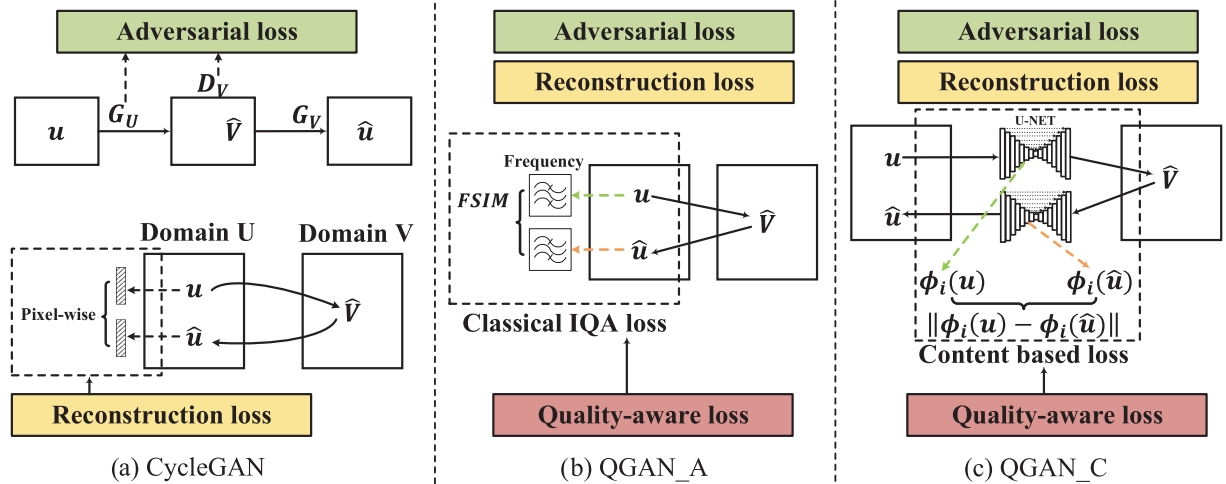 Adversarial loss
G_U
D_V
u
V̂
G_V
û
Domain U
Domain V
Pixel-wise
u
û
V̂
Reconstruction loss
(a) CycleGAN
Adversarial loss
Reconstruction loss
Frequency
FSIM
u
û
V̂
Classical IQA loss
Quality-aware loss
(b) QGAN_A
Adversarial loss
Reconstruction loss
U-NET
u
V̂
û
ϕ_i(u)
ϕ_i(û)
‖ϕ_i(u) − ϕ_i(û)‖
Content based loss
Quality-aware loss
(c) QGAN_C